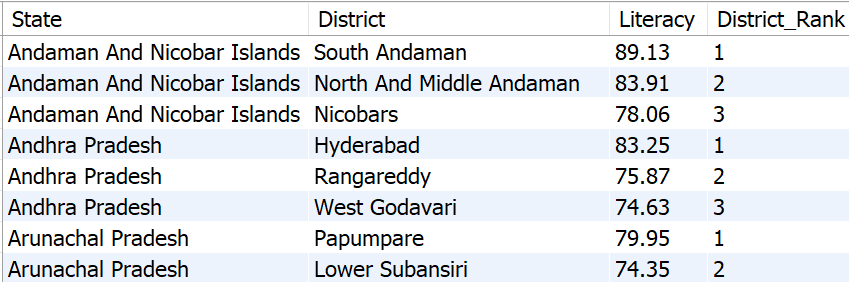 State District Literacy District_Rank
Andaman And Nicobar Islands South Andaman 89.13 1
Andaman And Nicobar Islands North And Middle Andaman 83.91 2
Andaman And Nicobar Islands Nicobars 78.06 3
Andhra Pradesh Hyderabad 83.25 1
Andhra Pradesh Rangareddy 75.87 2
Andhra Pradesh West Godavari 74.63 3
Arunachal Pradesh Papumpare 79.95 1
Arunachal Pradesh Lower Subansiri 74.35 2